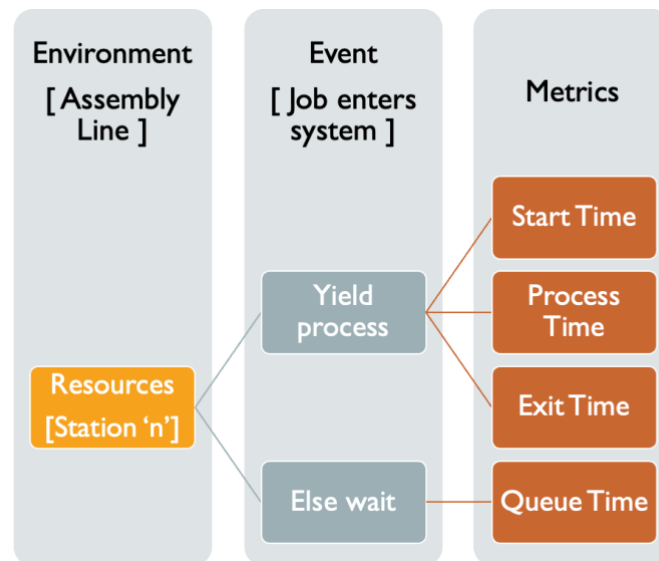 Environment
[ Assembly
Line ]
Event
[ Job enters
system ]
Metrics
Resources
[Station ‘n’]
Yield
process
Else wait
Start Time
Process
Time
Exit Time
Queue Time